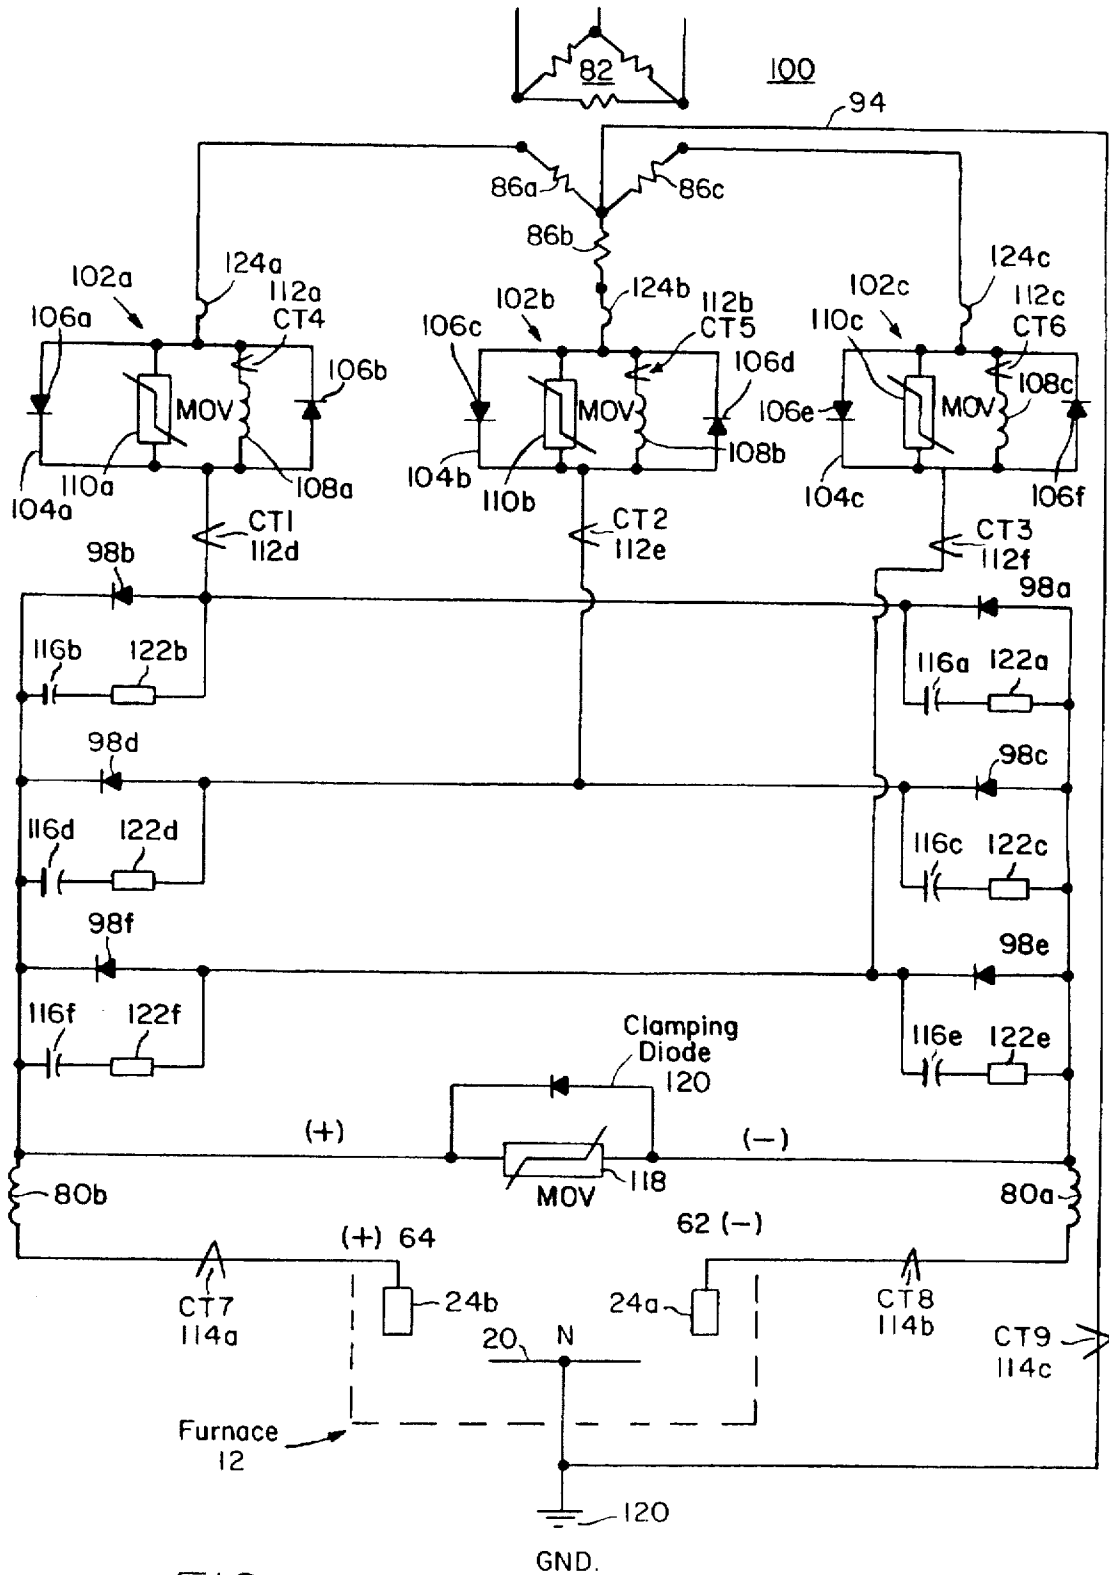 82
100
94
86a
86c
86b
124a
124b
124c
102a
112a
CT4
102b
112b
CT5
102c
112c
CT6
106a
106b
106c
106d
110c
108c
MOV
MOV
MOV
106e
104a
110a
108a
104b
110b
108b
104c
106f
CT1
112d
CT2
112e
CT3
112f
98b
98a
116b
122b
116a
122a
98d
98c
116d
122d
116c
122c
98f
98e
116f
122f
116e
122e
Clamping
Diode
120
(+)
(-)
118
MOV
80b
80a
(+) 64
62 (-)
CT7
114a
24b
24a
CT8
114b
20
N
CT9
114c
Furnace
12
120
GND.